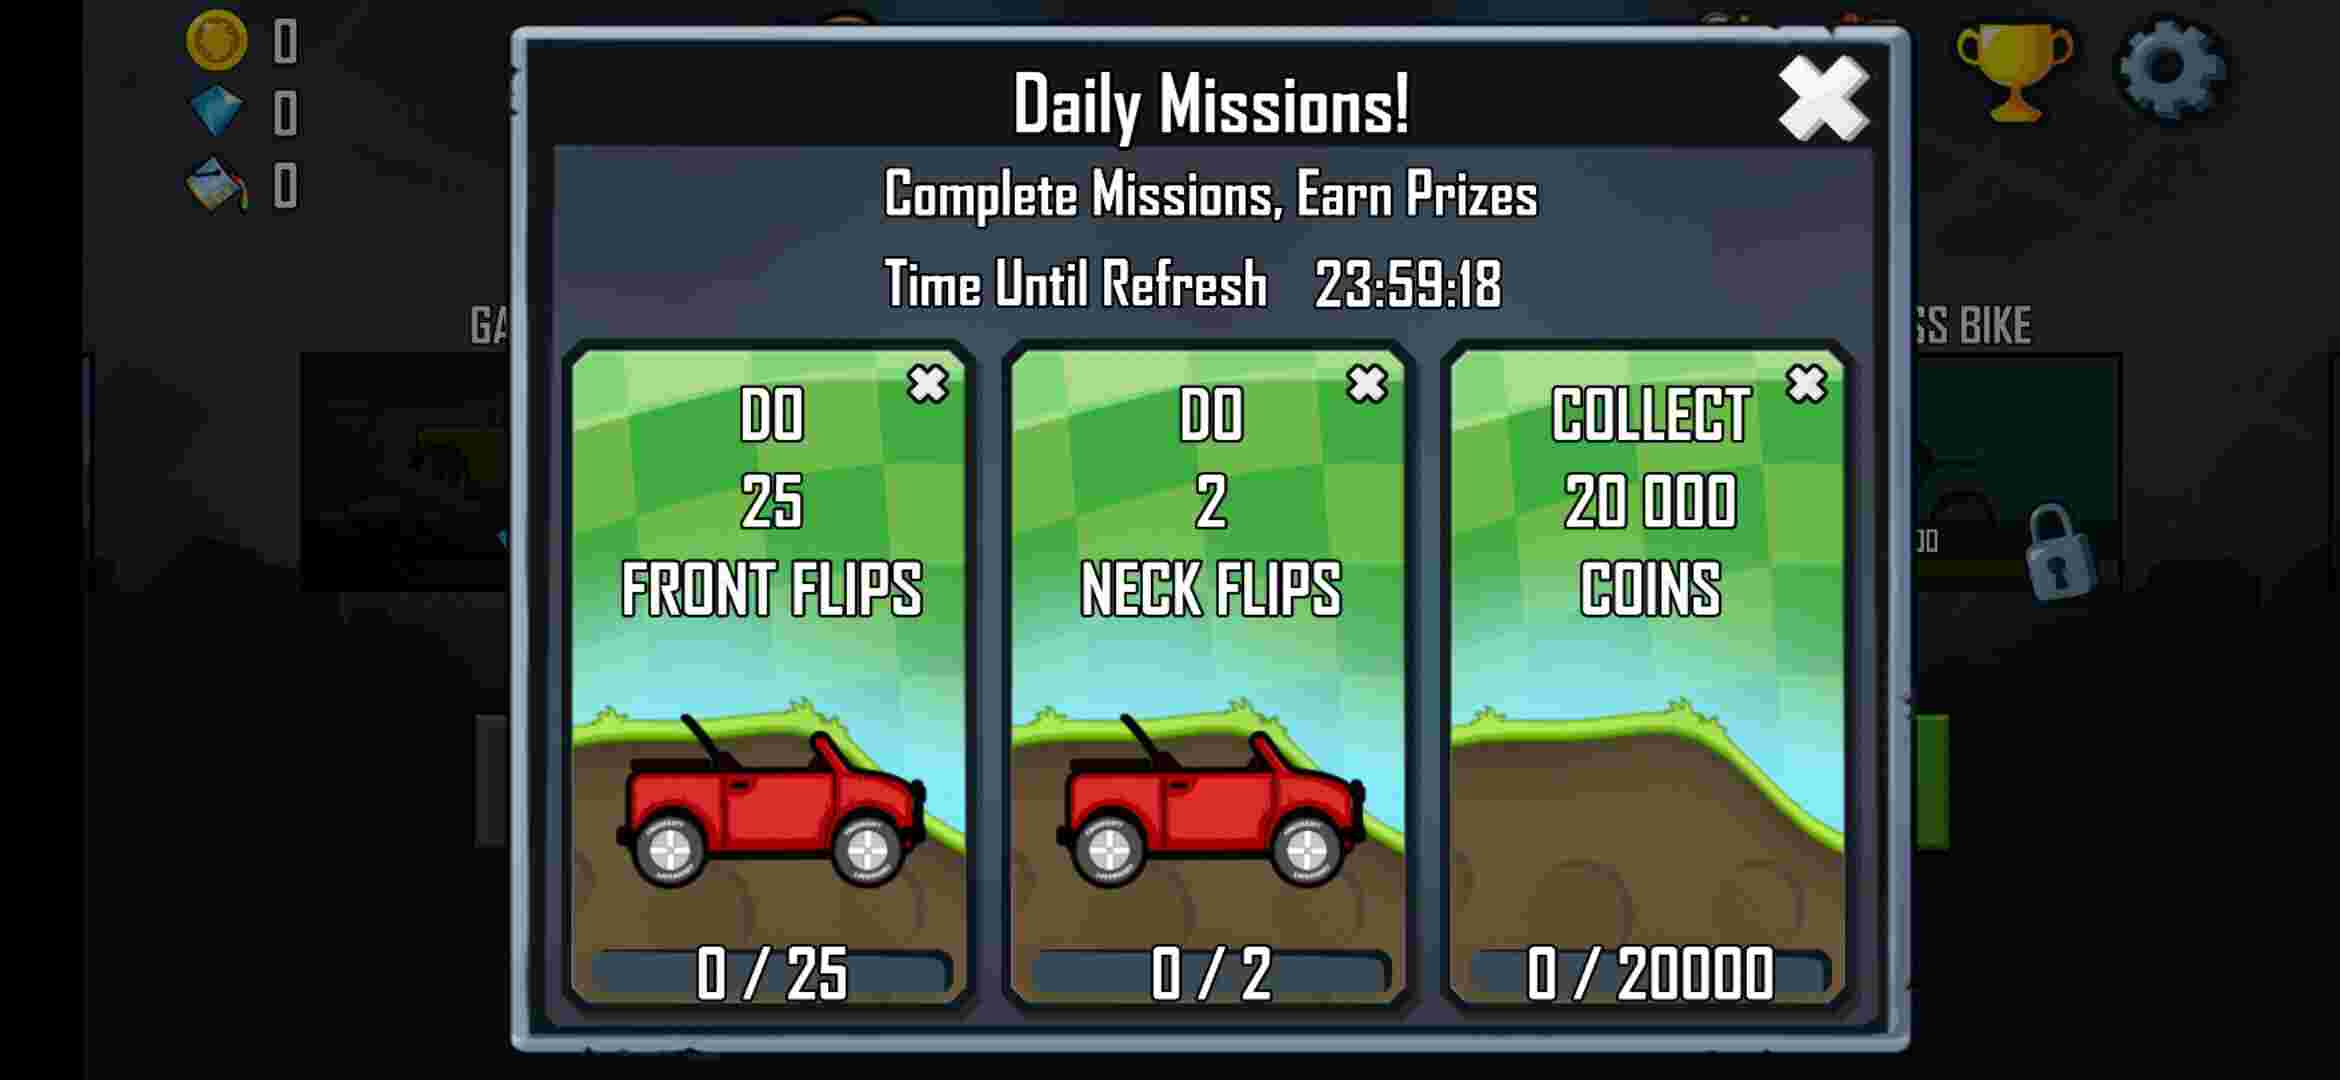 0
0
0
Daily Missions!
Complete Missions, Earn Prizes
Time Until Refresh 23:59:18
GA
SS BIKE
DO
25
FRONT FLIPS
0 / 25
DO
2
NECK FLIPS
0 / 2
COLLECT
20 000
COINS
0 / 20000